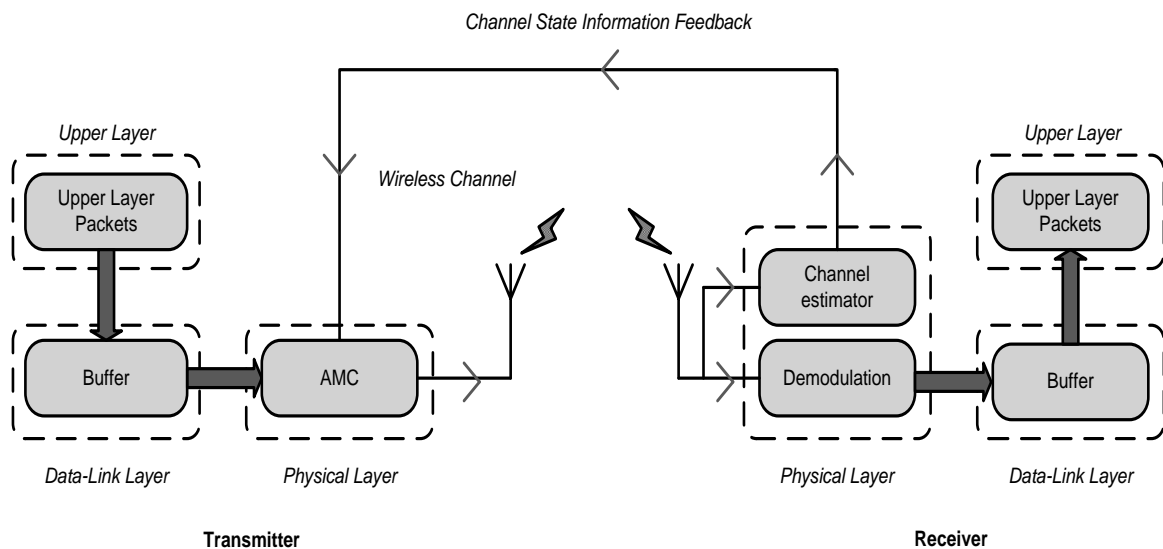 Channel State Information Feedback
Upper Layer
Upper Layer
Packets
Wireless Channel
Upper Layer
Upper Layer
Packets
Channel
estimator
Buffer
AMC
Demodulation
Buffer
Data-Link Layer
Physical Layer
Physical Layer
Data-Link Layer
Transmitter
Receiver